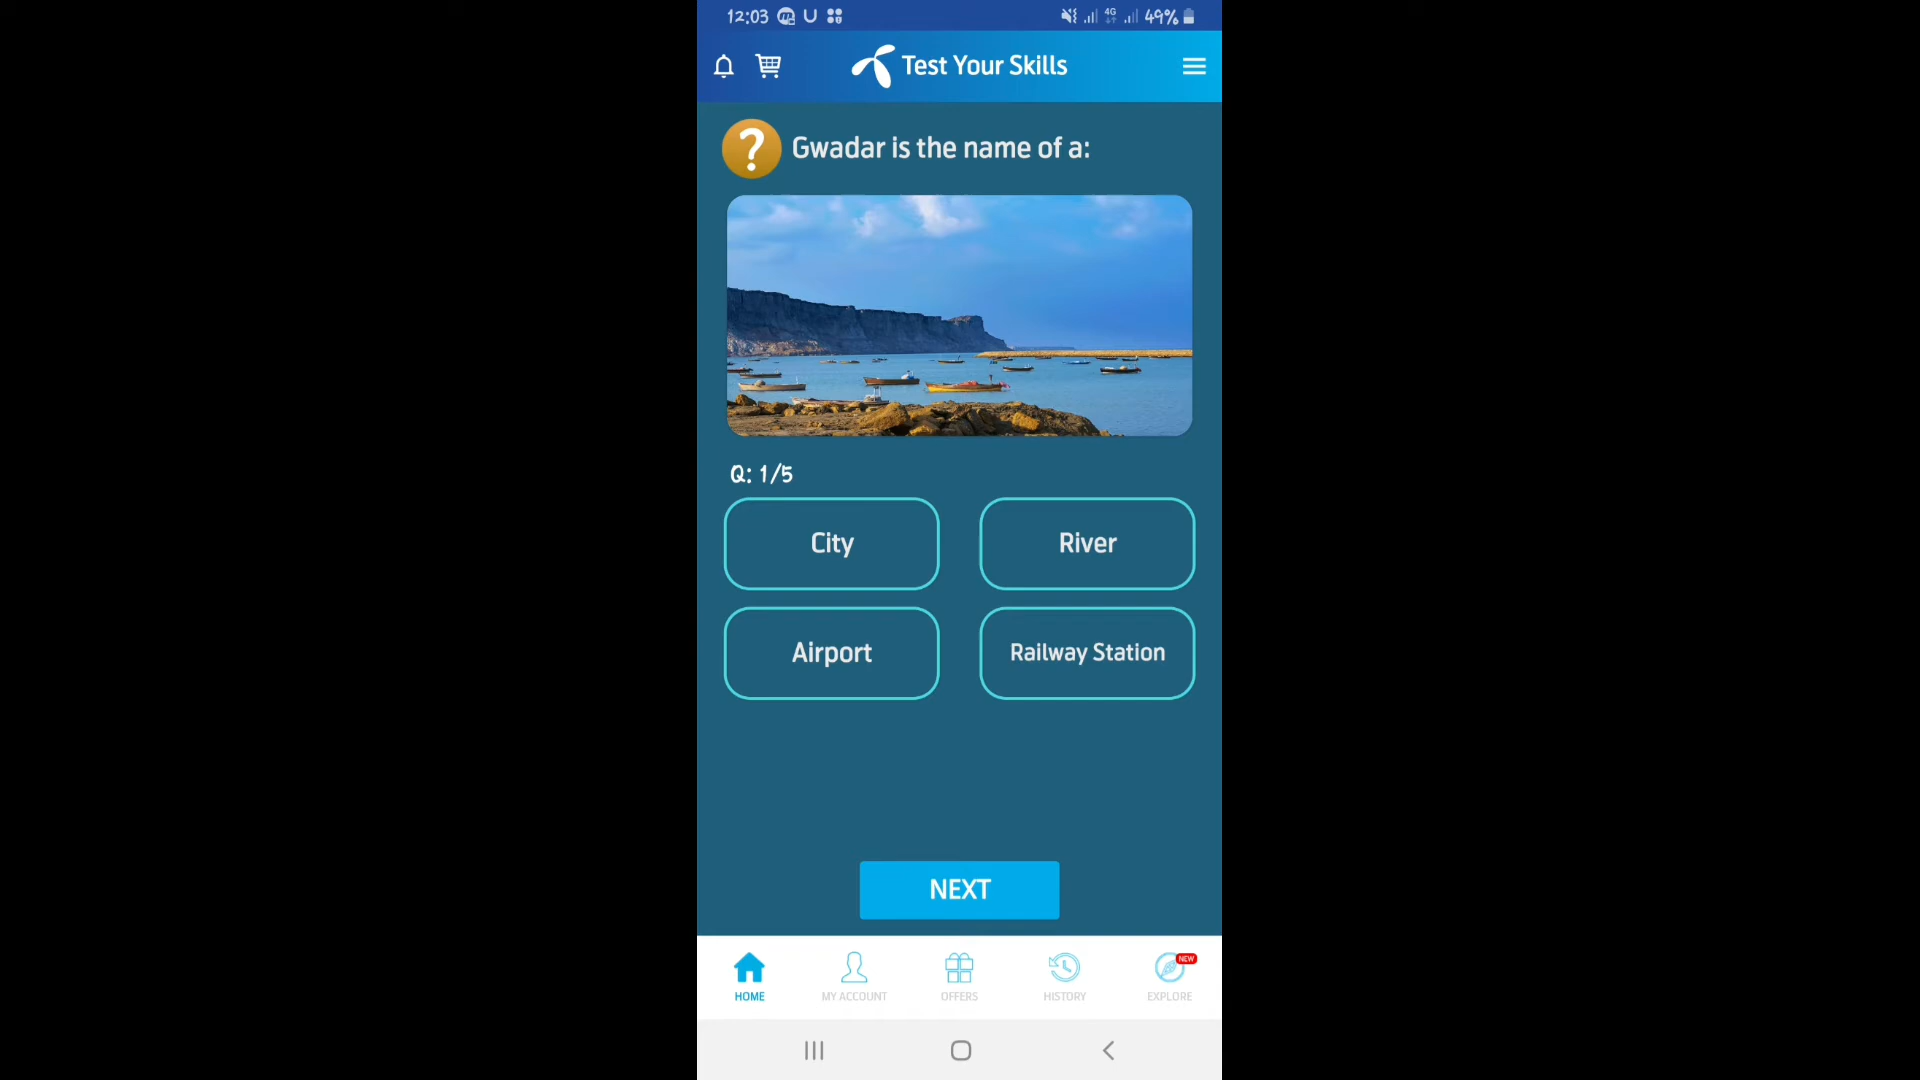 12:03 U 4G 49%
Test Your Skills
? Gwadar is the name of a:
Q: 1/5
City River
Airport Railway Station
NEXT
NEW
HOME MY ACCOUNT OFFERS HISTORY EXPLORE